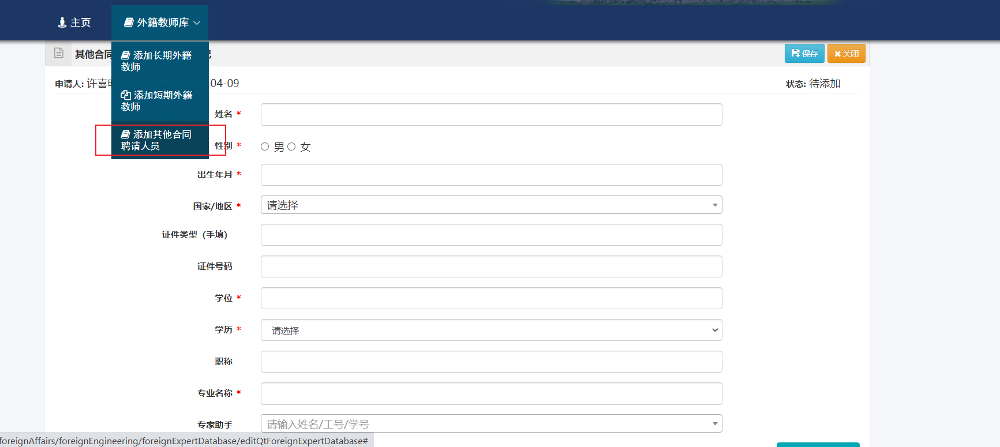 主页
外籍教师库
添加长期外籍
教师
添加短期外籍
教师
添加其他合同
聘请人员
其他合同
保存
关闭
申请人: 许喜明
-04-09
状态: 待添加
姓名 *
性别 * 男 女
出生年月 *
国家/地区 * 请选择
证件类型（手填）
证件号码
学位 *
学历 * 请选择
职称
专业名称 *
专家助手 请输入姓名/工号/学号
foreignAffairs/foreignEngineering/foreignExpertDatabase/editQtForeignExpertDatabase#